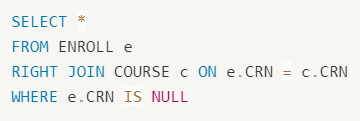 SELECT *
FROM ENROLL e
RIGHT JOIN COURSE c ON e.CRN = c.CRN
WHERE e.CRN IS NULL